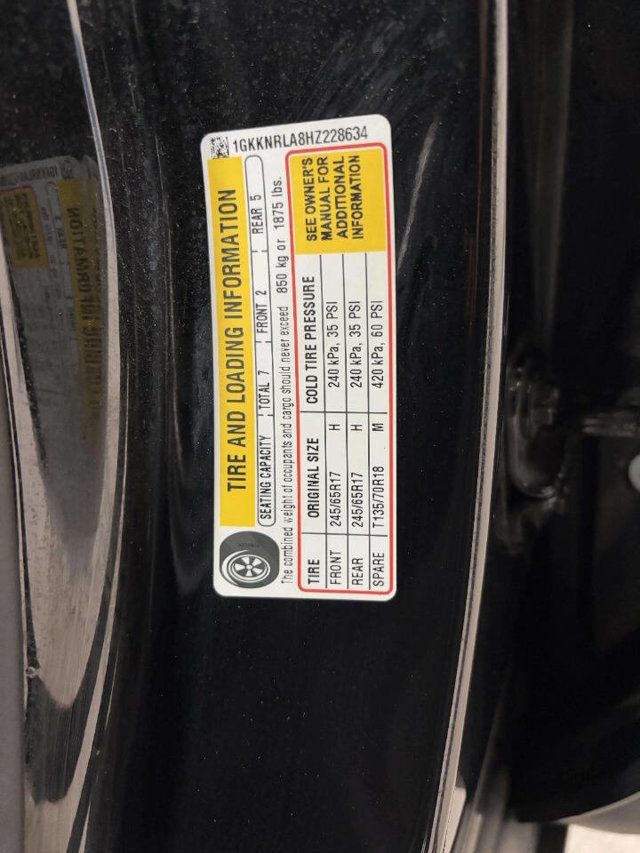 1GKKNRLA8HZ228634
TIRE AND LOADING INFORMATION
SEATING CAPACITY TOTAL 7 FRONT 2 REAR 5
The combined weight of occupants and cargo should never exceed 850 kg or 1875 lbs.
TIRE ORIGINAL SIZE COLD TIRE PRESSURE
FRONT 245/65R17 H 240 kPa, 35 PSI
REAR 245/65R17 H 240 kPa, 35 PSI
SPARE T135/70R18 M 420 kPa, 60 PSI
SEE OWNER'S
MANUAL FOR
ADDITIONAL
INFORMATION